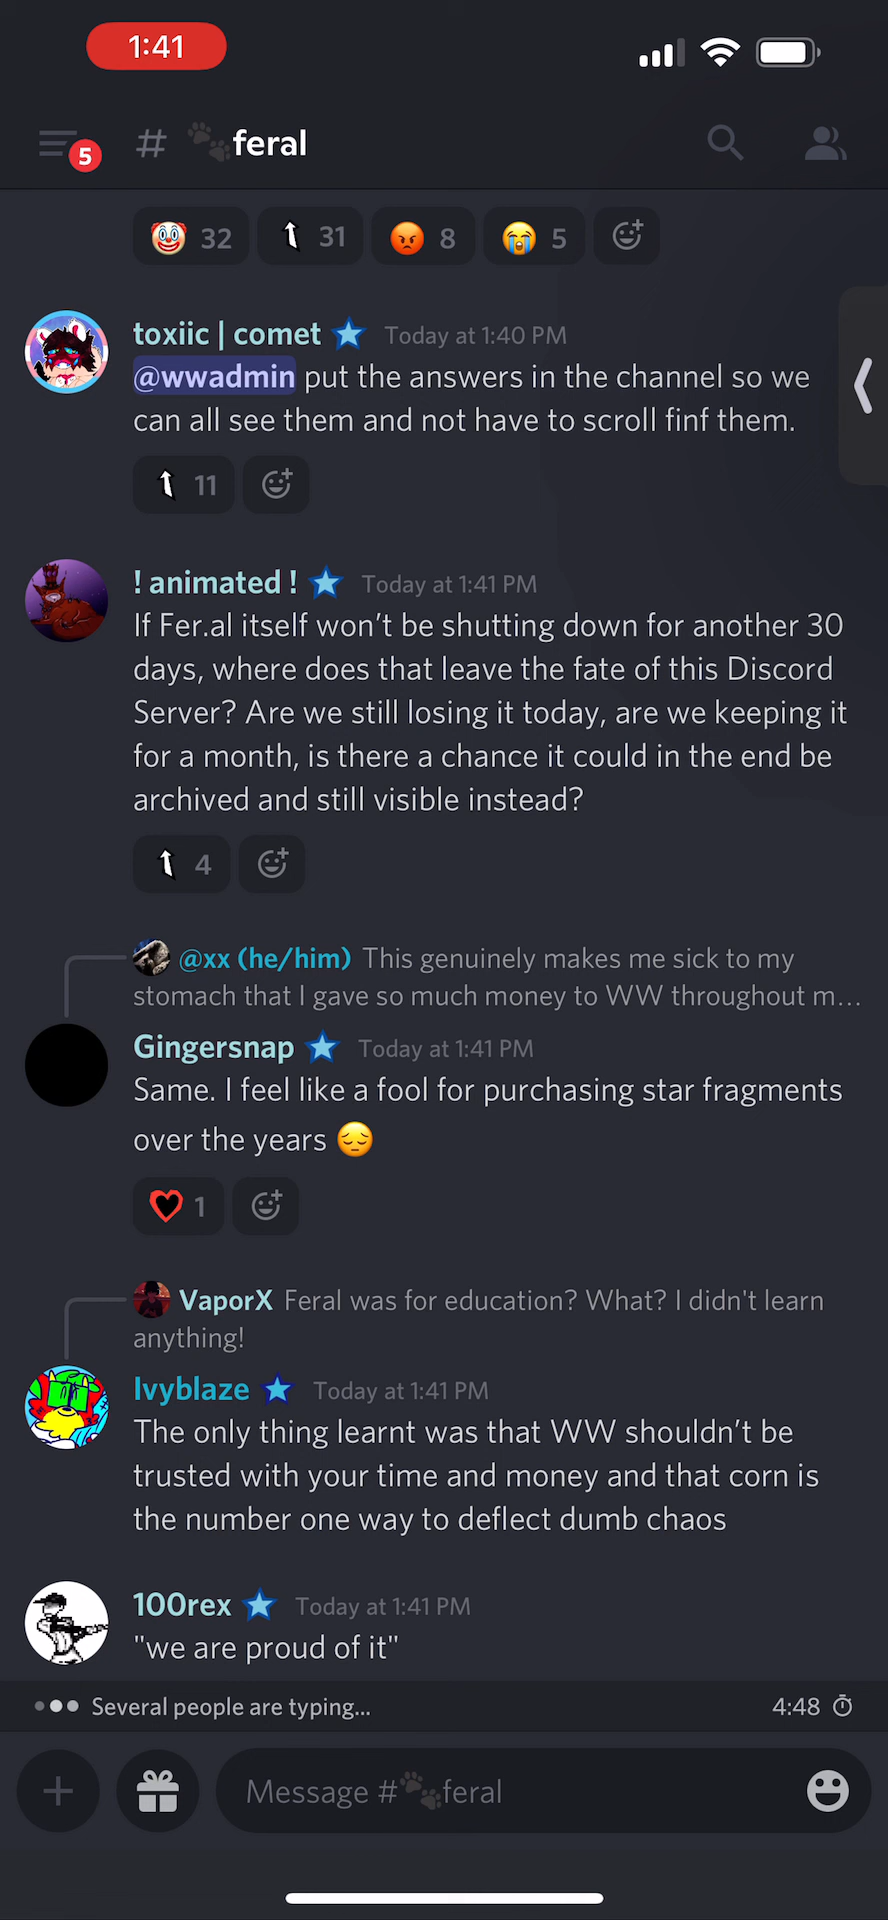 1:41
5
# 🐾feral
🤡 32
31
😡 8
😭 5
toxiic | comet Today at 1:40 PM
@wwadmin put the answers in the channel so we
can all see them and not have to scroll finf them.
11
! animated ! Today at 1:41 PM
If Fer.al itself won't be shutting down for another 30
days, where does that leave the fate of this Discord
Server? Are we still losing it today, are we keeping it
for a month, is there a chance it could in the end be
archived and still visible instead?
4
@xx (he/him) This genuinely makes me sick to my
stomach that I gave so much money to WW throughout m...
Gingersnap Today at 1:41 PM
Same. I feel like a fool for purchasing star fragments
over the years 😔
1
VaporX Feral was for education? What? I didn't learn
anything!
Ivyblaze Today at 1:41 PM
The only thing learnt was that WW shouldn't be
trusted with your time and money and that corn is
the number one way to deflect dumb chaos
100rex Today at 1:41 PM
"we are proud of it"
Several people are typing... 4:48
Message #🐾feral